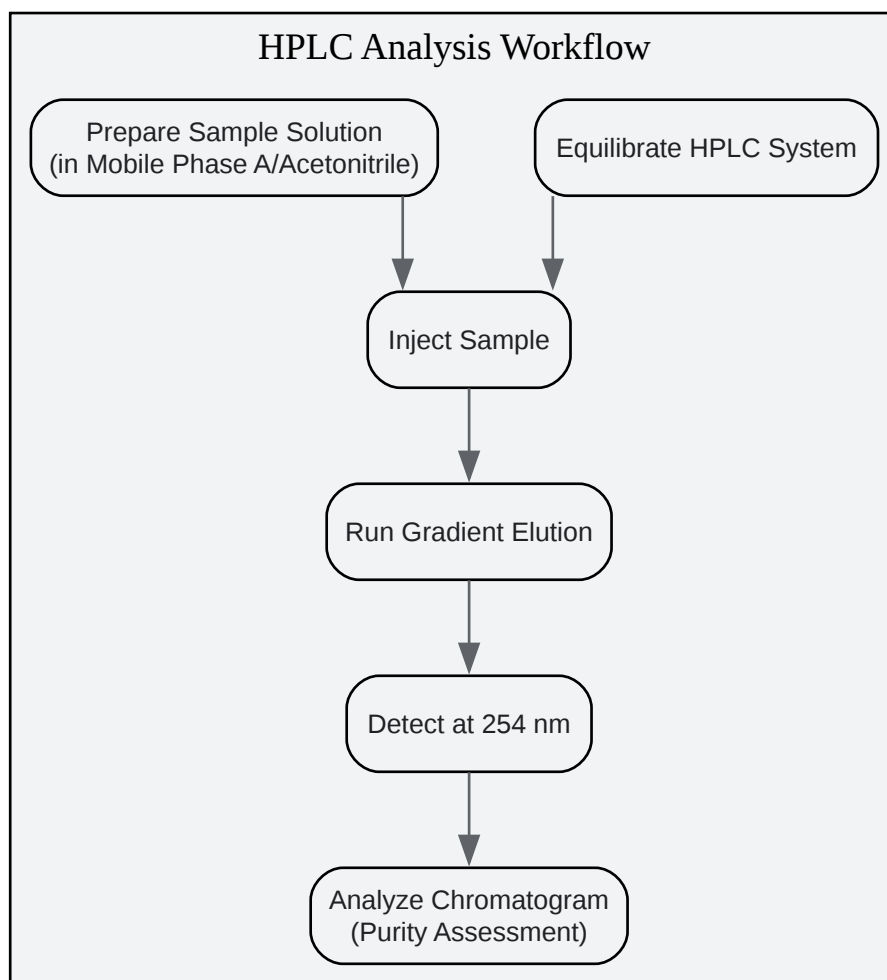 HPLC Analysis Workflow
Prepare Sample Solution
(in Mobile Phase A/Acetonitrile)
Equilibrate HPLC System
Inject Sample
Run Gradient Elution
Detect at 254 nm
Analyze Chromatogram
(Purity Assessment)